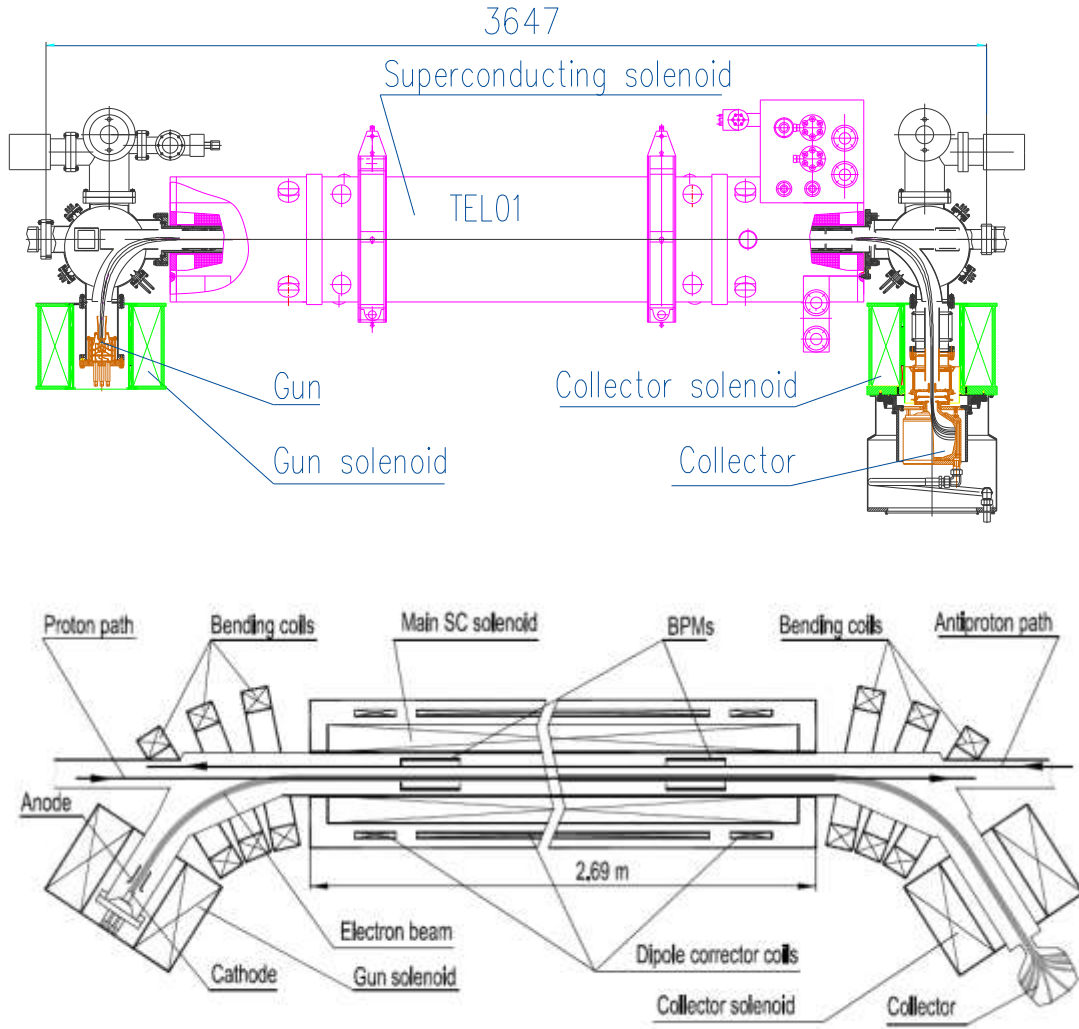 3647
Superconducting solenoid
TEL01
Gun
Collector solenoid
Gun solenoid
Collector
Proton path
Bending coils
Main SC solenoid
BPMs
Bending coils
Antiproton path
Anode
2.69 m
Electron beam
Cathode
Gun solenoid
Dipole corrector coils
Collector solenoid
Collector